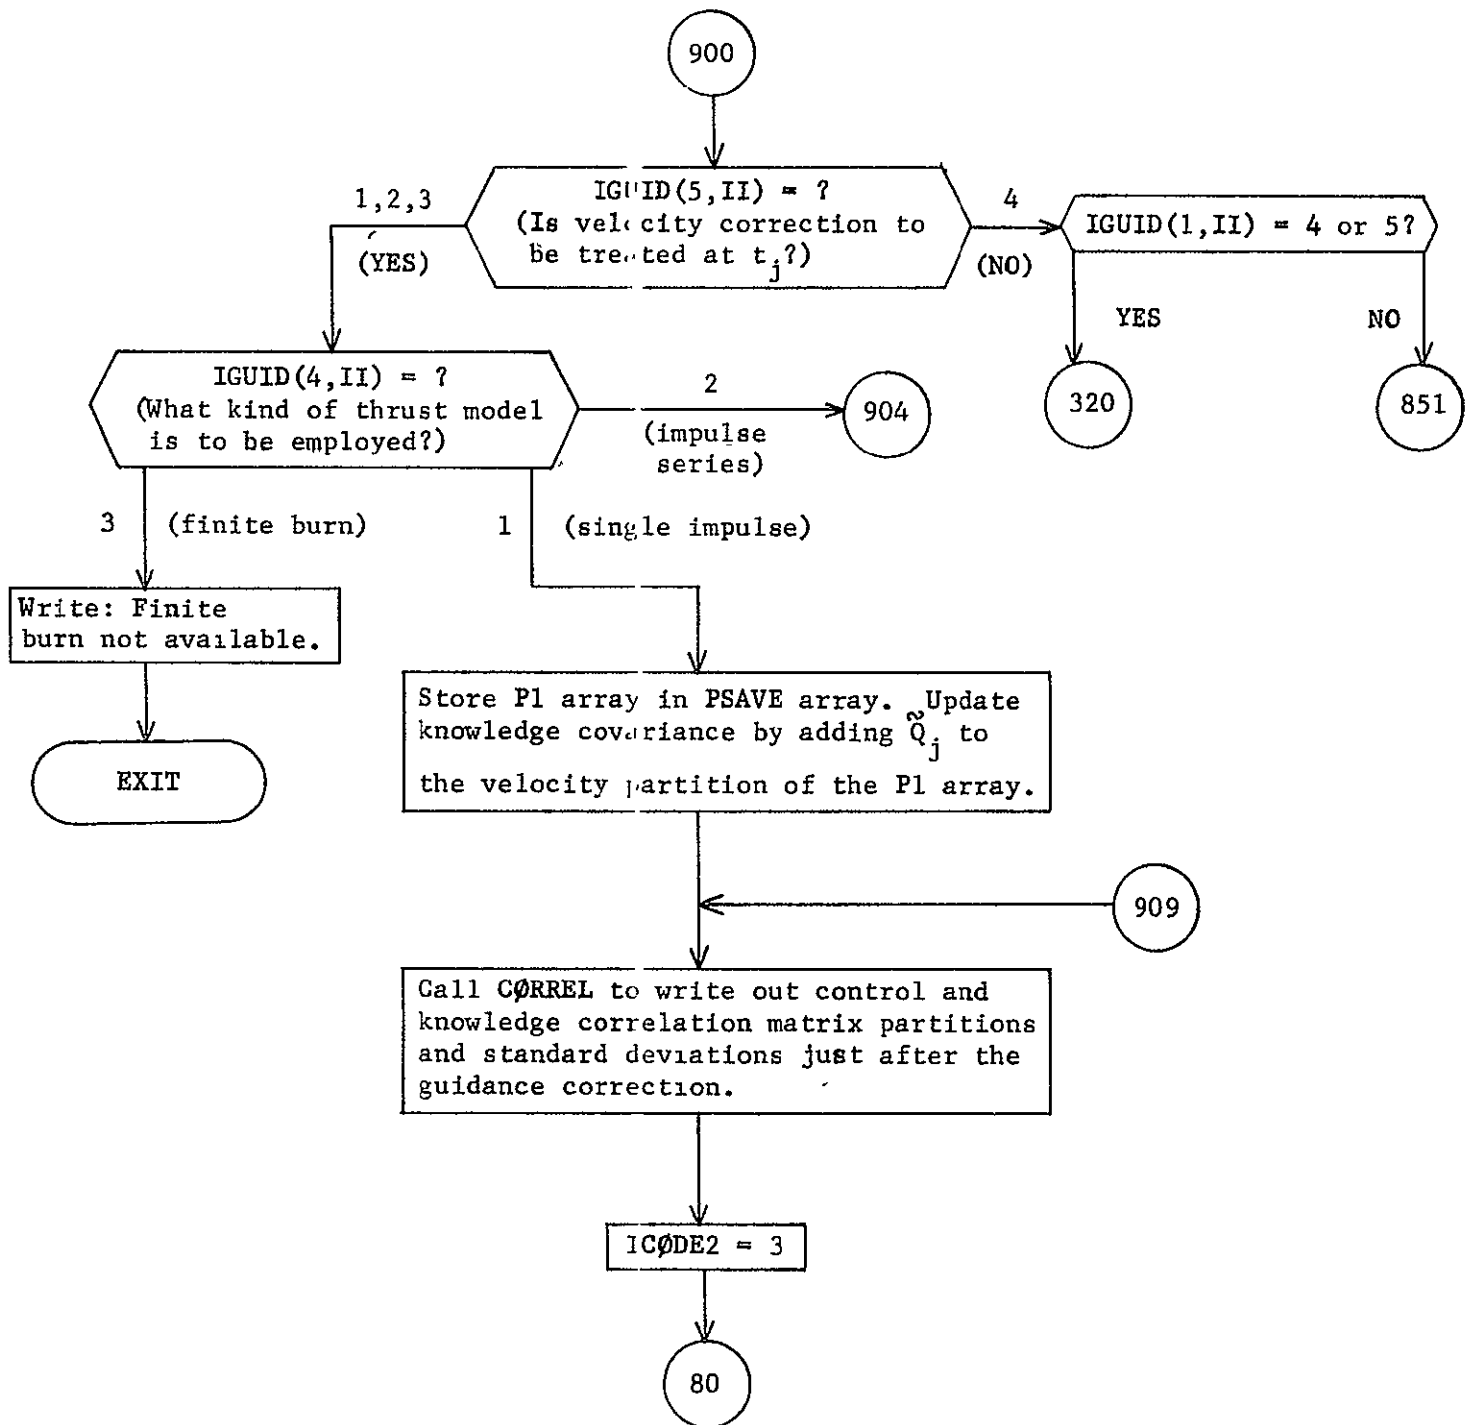 900
IGUID(5,II) = ?
(Is velocity correction to
be treated at t_j?)
1,2,3
(YES)
4
(NO)
IGUID(1,II) = 4 or 5?
YES
NO
320
851
IGUID(4,II) = ?
(What kind of thrust model
is to be employed?)
2
(impulse
series)
904
3 (finite burn)
1 (single impulse)
Write: Finite
burn not available.
EXIT
Store P1 array in PSAVE array. Update
knowledge covariance by adding Q̃_j to
the velocity partition of the P1 array.
909
Call CØRREL to write out control and
knowledge correlation matrix partitions
and standard deviations just after the
guidance correction.
ICØDE2 = 3
80